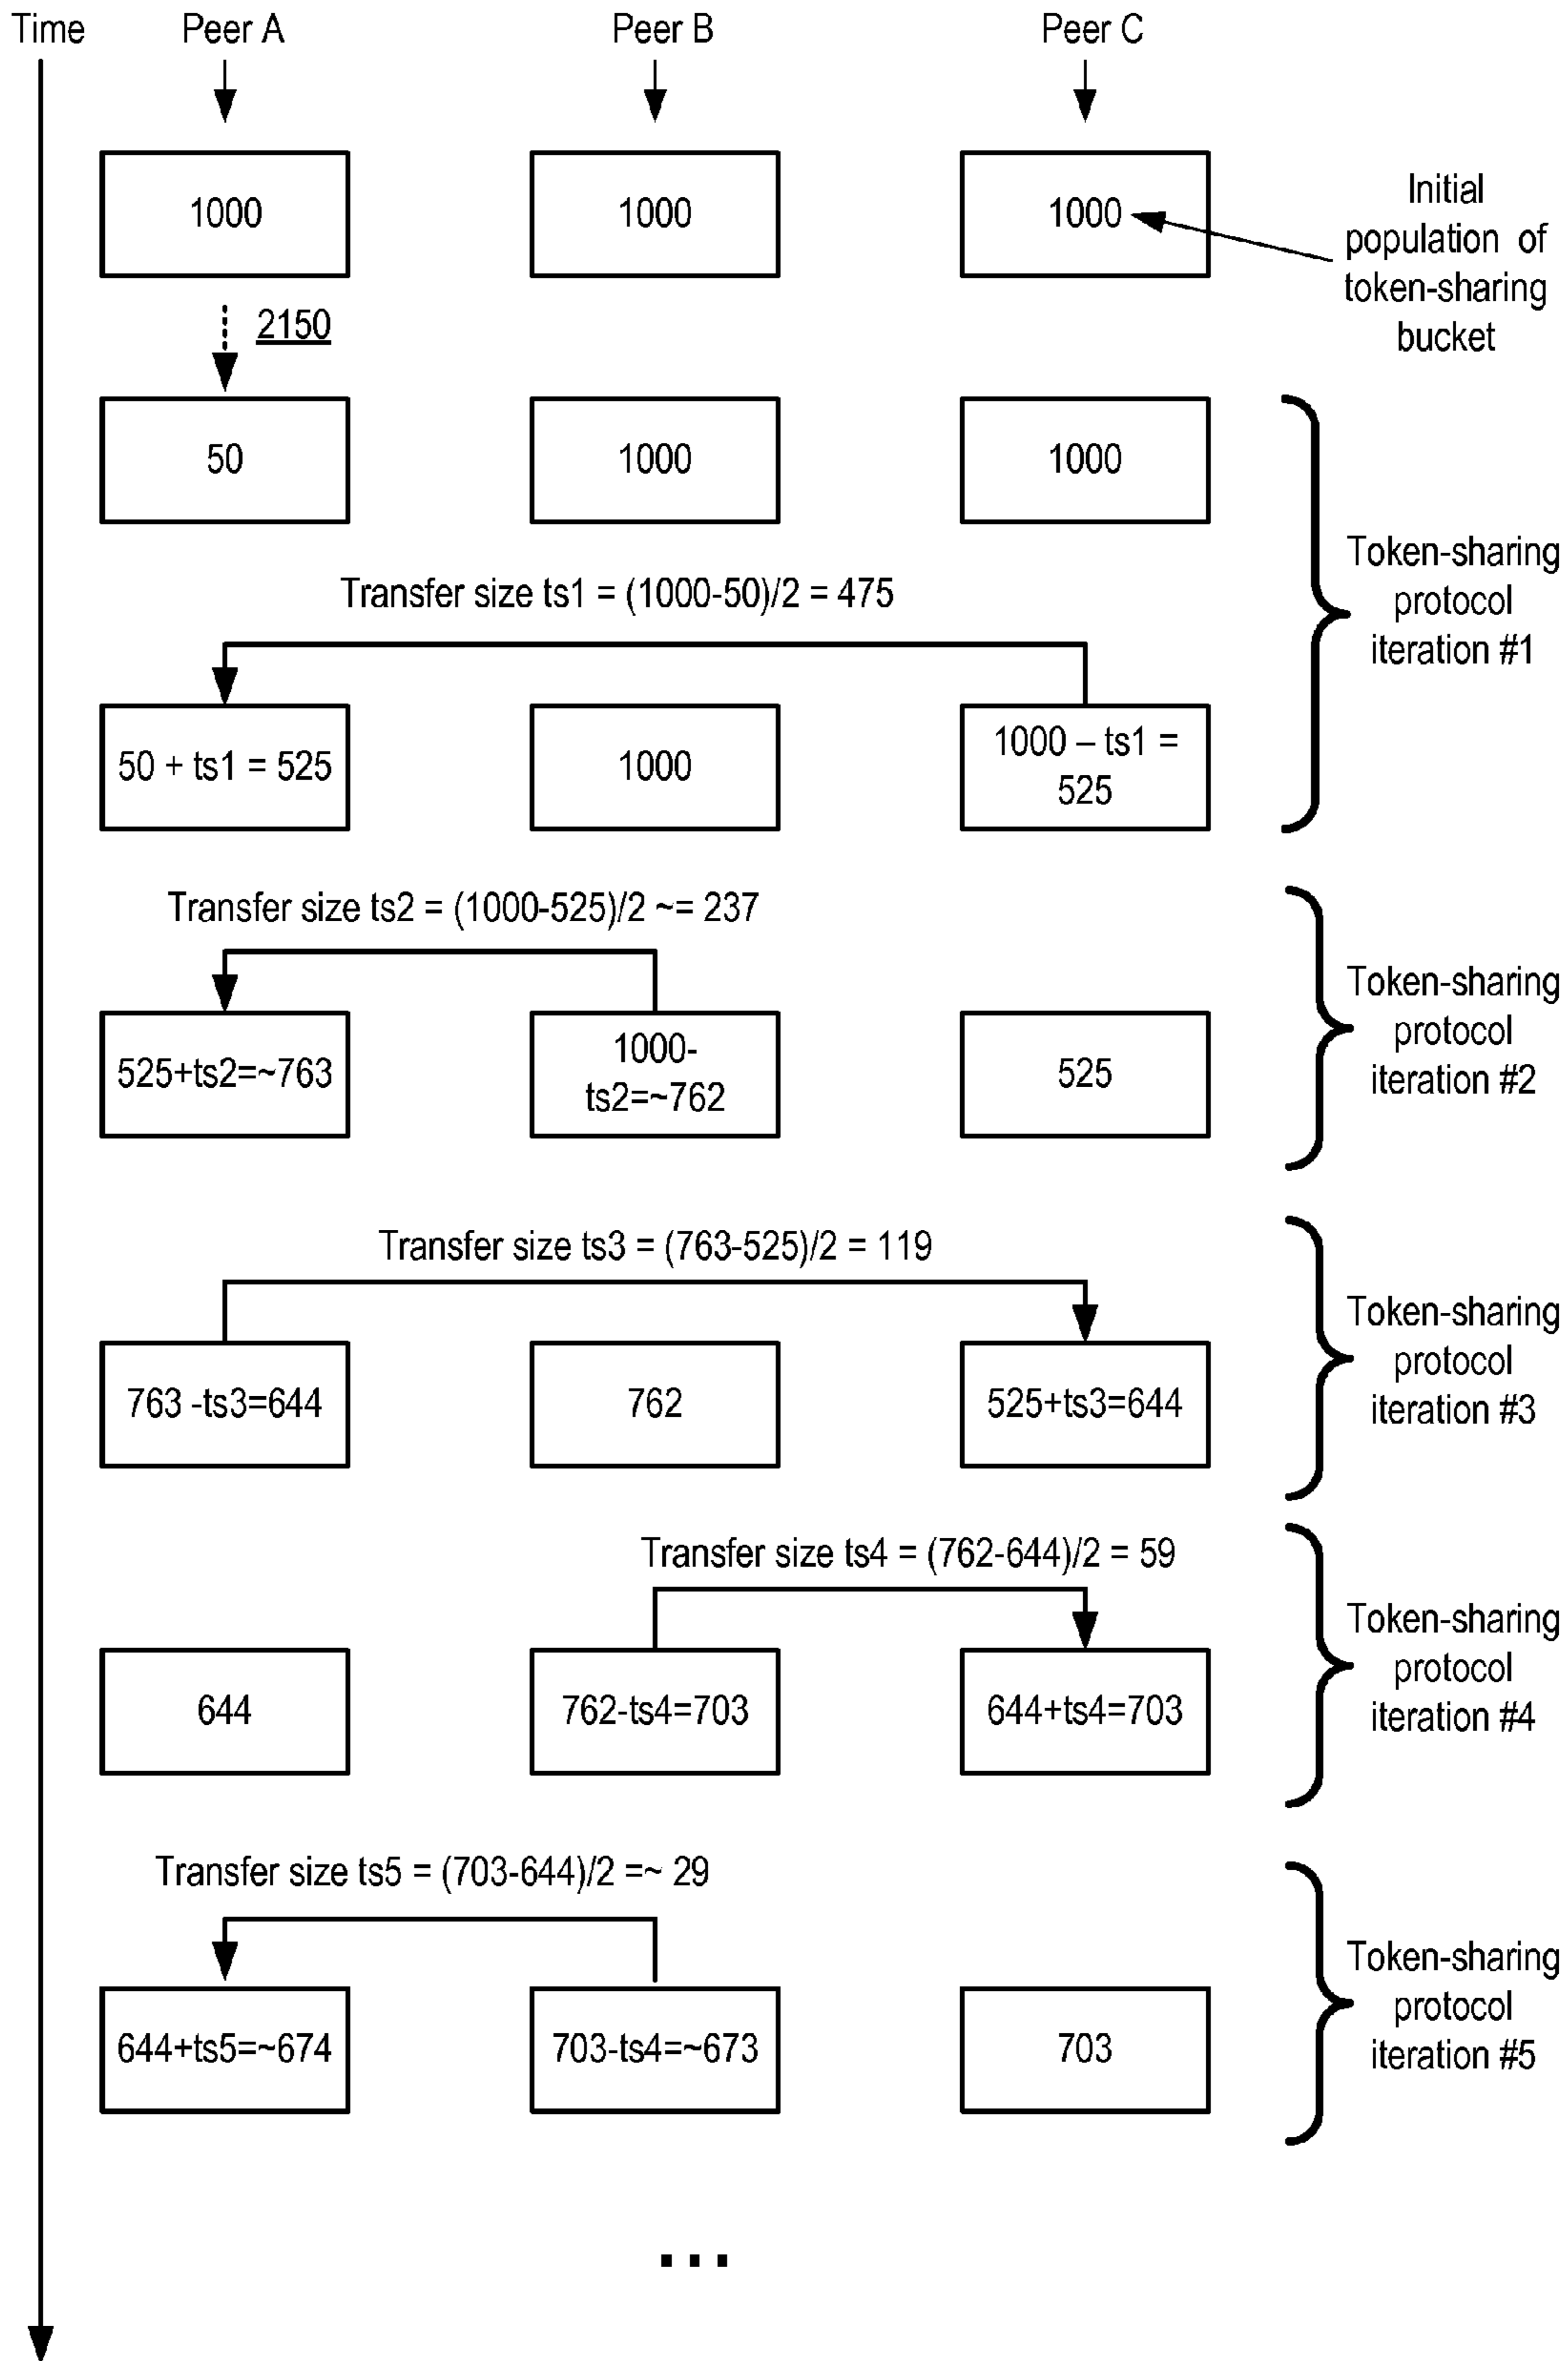 Time
Peer A
Peer B
Peer C
1000
1000
1000
Initial
population of
token-sharing
bucket
2150
50
1000
1000
Transfer size ts1 = (1000-50)/2 = 475
Token-sharing
protocol
iteration #1
50 + ts1 = 525
1000
1000 – ts1 =
525
Transfer size ts2 = (1000-525)/2 ~= 237
525+ts2=~763
1000-
ts2=~762
525
Token-sharing
protocol
iteration #2
Transfer size ts3 = (763-525)/2 = 119
763 -ts3=644
762
525+ts3=644
Token-sharing
protocol
iteration #3
Transfer size ts4 = (762-644)/2 = 59
644
762-ts4=703
644+ts4=703
Token-sharing
protocol
iteration #4
Transfer size ts5 = (703-644)/2 =~ 29
644+ts5=~674
703-ts4=~673
703
Token-sharing
protocol
iteration #5
...